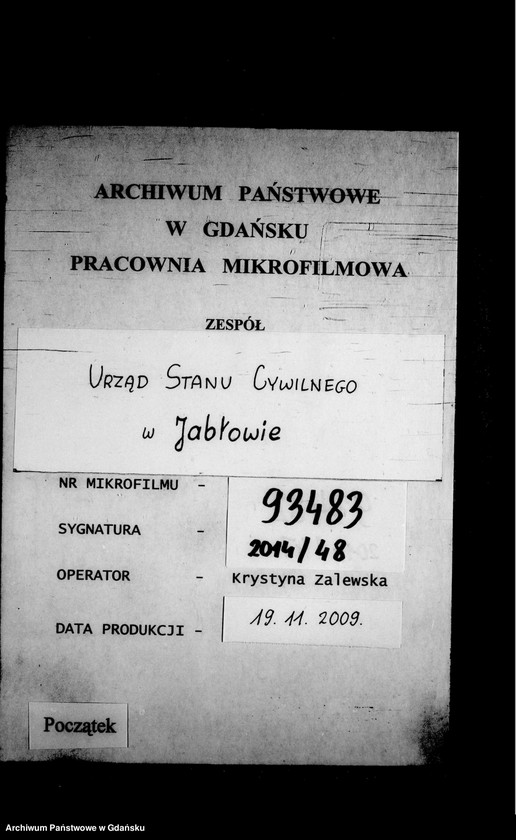 ARCHIWUM PAŃSTWOWE
W GDAŃSKU
PRACOWNIA MIKROFILMOWA
ZESPÓŁ
URZĄD STANU CYWILNEGO
w Jabłowie
NR MIKROFILMU - 93483
SYGNATURA - 2014/48
OPERATOR - Krystyna Zalewska
DATA PRODUKCJI - 19. 11. 2009.
Początek
Archiwum Państwowe w Gdańsku